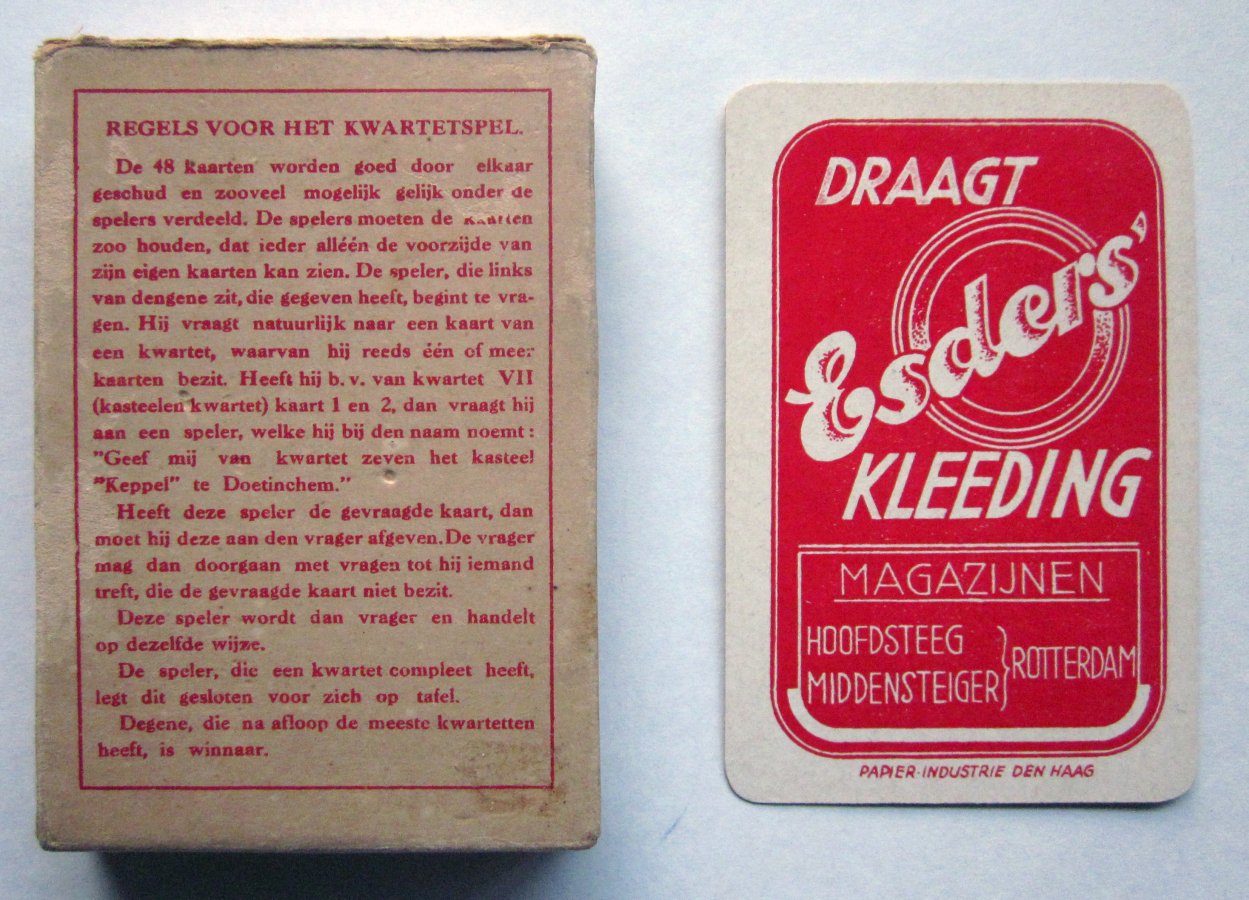 REGELS VOOR HET KWARTETSPEL.
De 48 kaarten worden goed door elkaar
geschud en zooveel mogelijk gelijk onder de
spelers verdeeld. De spelers moeten de kaarten
zoo houden, dat ieder alléén de voorzijde van
zijn eigen kaarten kan zien. De speler, die links
van dengene zit, die gegeven heeft, begint te vra-
gen. Hij vraagt natuurlijk naar een kaart van
een kwartet, waarvan hij reeds één of meer
kaarten bezit. Heeft hij b. v. van kwartet VII
(kasteelen kwartet) kaart 1 en 2, dan vraagt hij
aan een speler, welke hij bij den naam noemt:
"Geef mij van kwartet zeven het kasteel
"Keppel" te Doetinchem."
Heeft deze speler de gevraagde kaart, dan
moet hij deze aan den vrager afgeven. De vrager
mag dan doorgaan met vragen tot hij iemand
treft, die de gevraagde kaart niet bezit.
Deze speler wordt dan vrager en handelt
op dezelfde wijze.
De speler, die een kwartet compleet heeft,
legt dit gesloten voor zich op tafel.
Degene, die na afloop de meeste kwartetten
heeft, is winnaar.
DRAAGT
Esders'
KLEEDING
MAGAZIJNEN
HOOFDSTEEG
MIDDENSTEIGER
ROTTERDAM
PAPIER-INDUSTRIE DEN HAAG